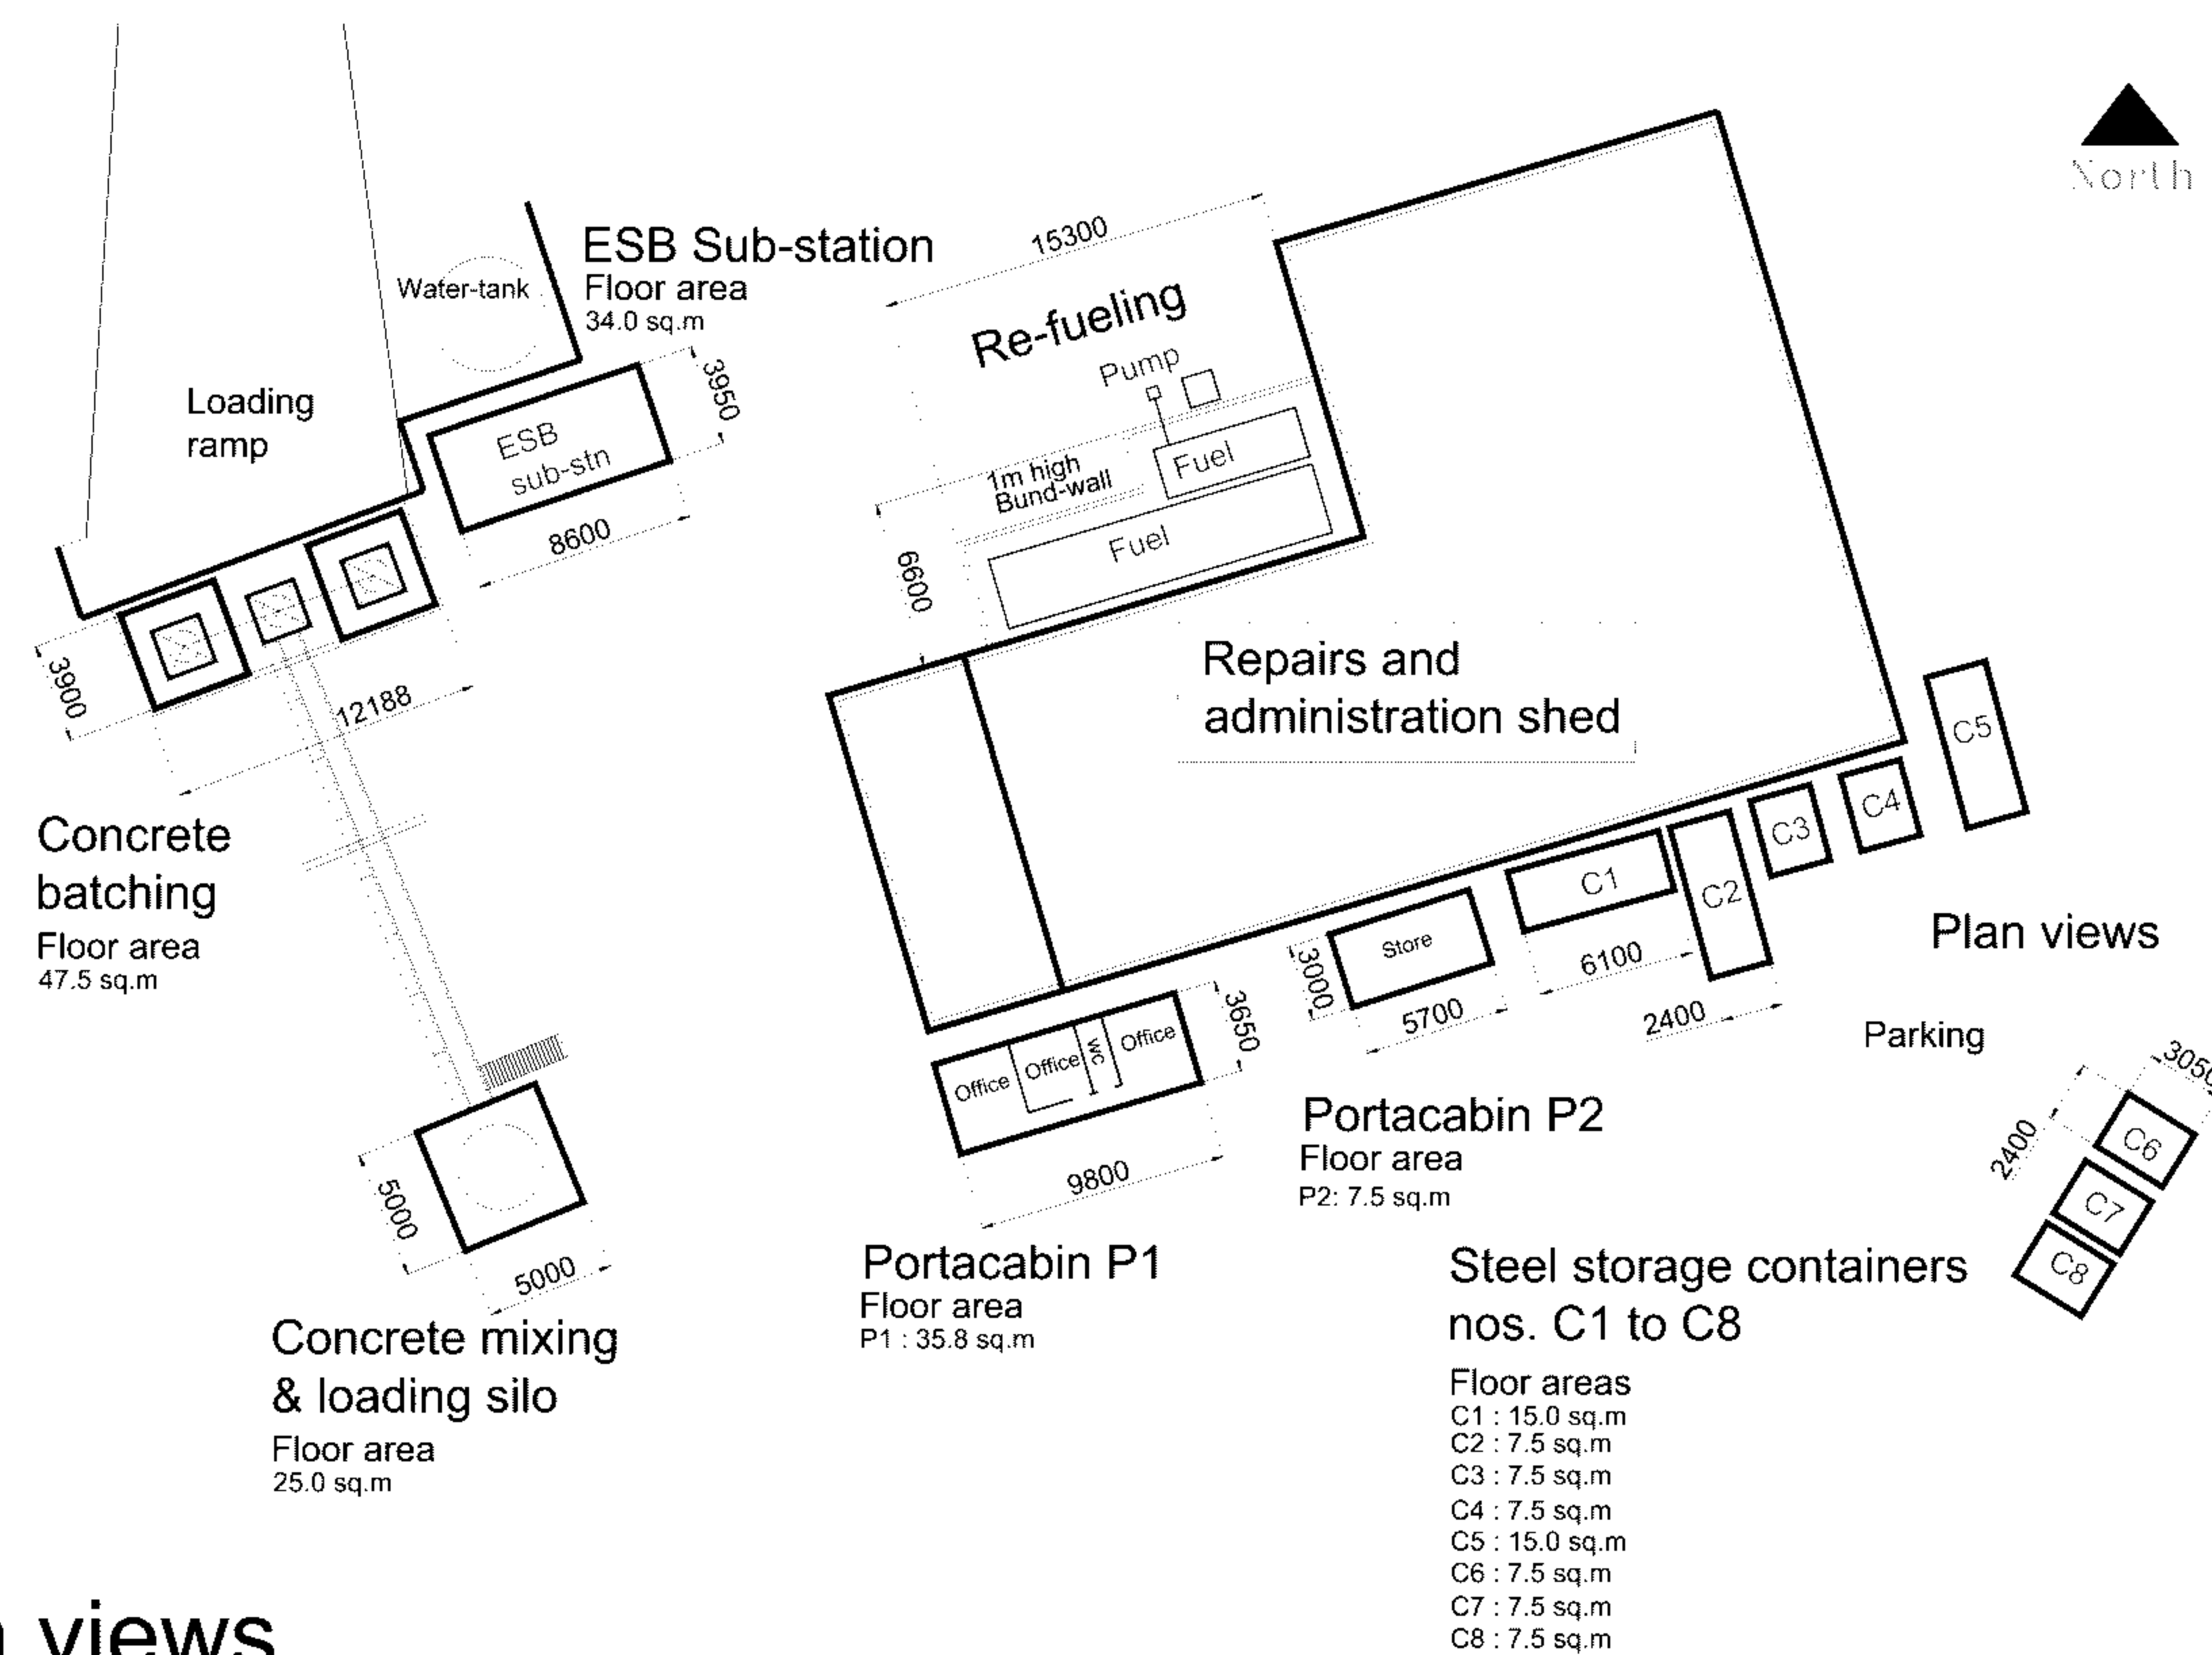 North
ESB Sub-station
Floor area
34.0 sq.m
Water-tank
Loading
ramp
ESB
sub-stn
3950
8600
3900
12188
Concrete
batching
Floor area
47.5 sq.m
5000
5000
Concrete mixing
& loading silo
Floor area
25.0 sq.m
15300
Re-fueling
Pump
1m high
Bund-wall
Fuel
Fuel
6600
Repairs and
administration shed
C5
C4
C3
C2
C1
Store
6100
2400
3000
5700
Office
Office
WC
Office
3650
9800
Plan views
Parking
3050
2400
C6
C7
C8
Portacabin P2
Floor area
P2: 7.5 sq.m
Portacabin P1
Floor area
P1 : 35.8 sq.m
Steel storage containers
nos. C1 to C8
Floor areas
C1 : 15.0 sq.m
C2 : 7.5 sq.m
C3 : 7.5 sq.m
C4 : 7.5 sq.m
C5 : 15.0 sq.m
C6 : 7.5 sq.m
C7 : 7.5 sq.m
C8 : 7.5 sq.m
views